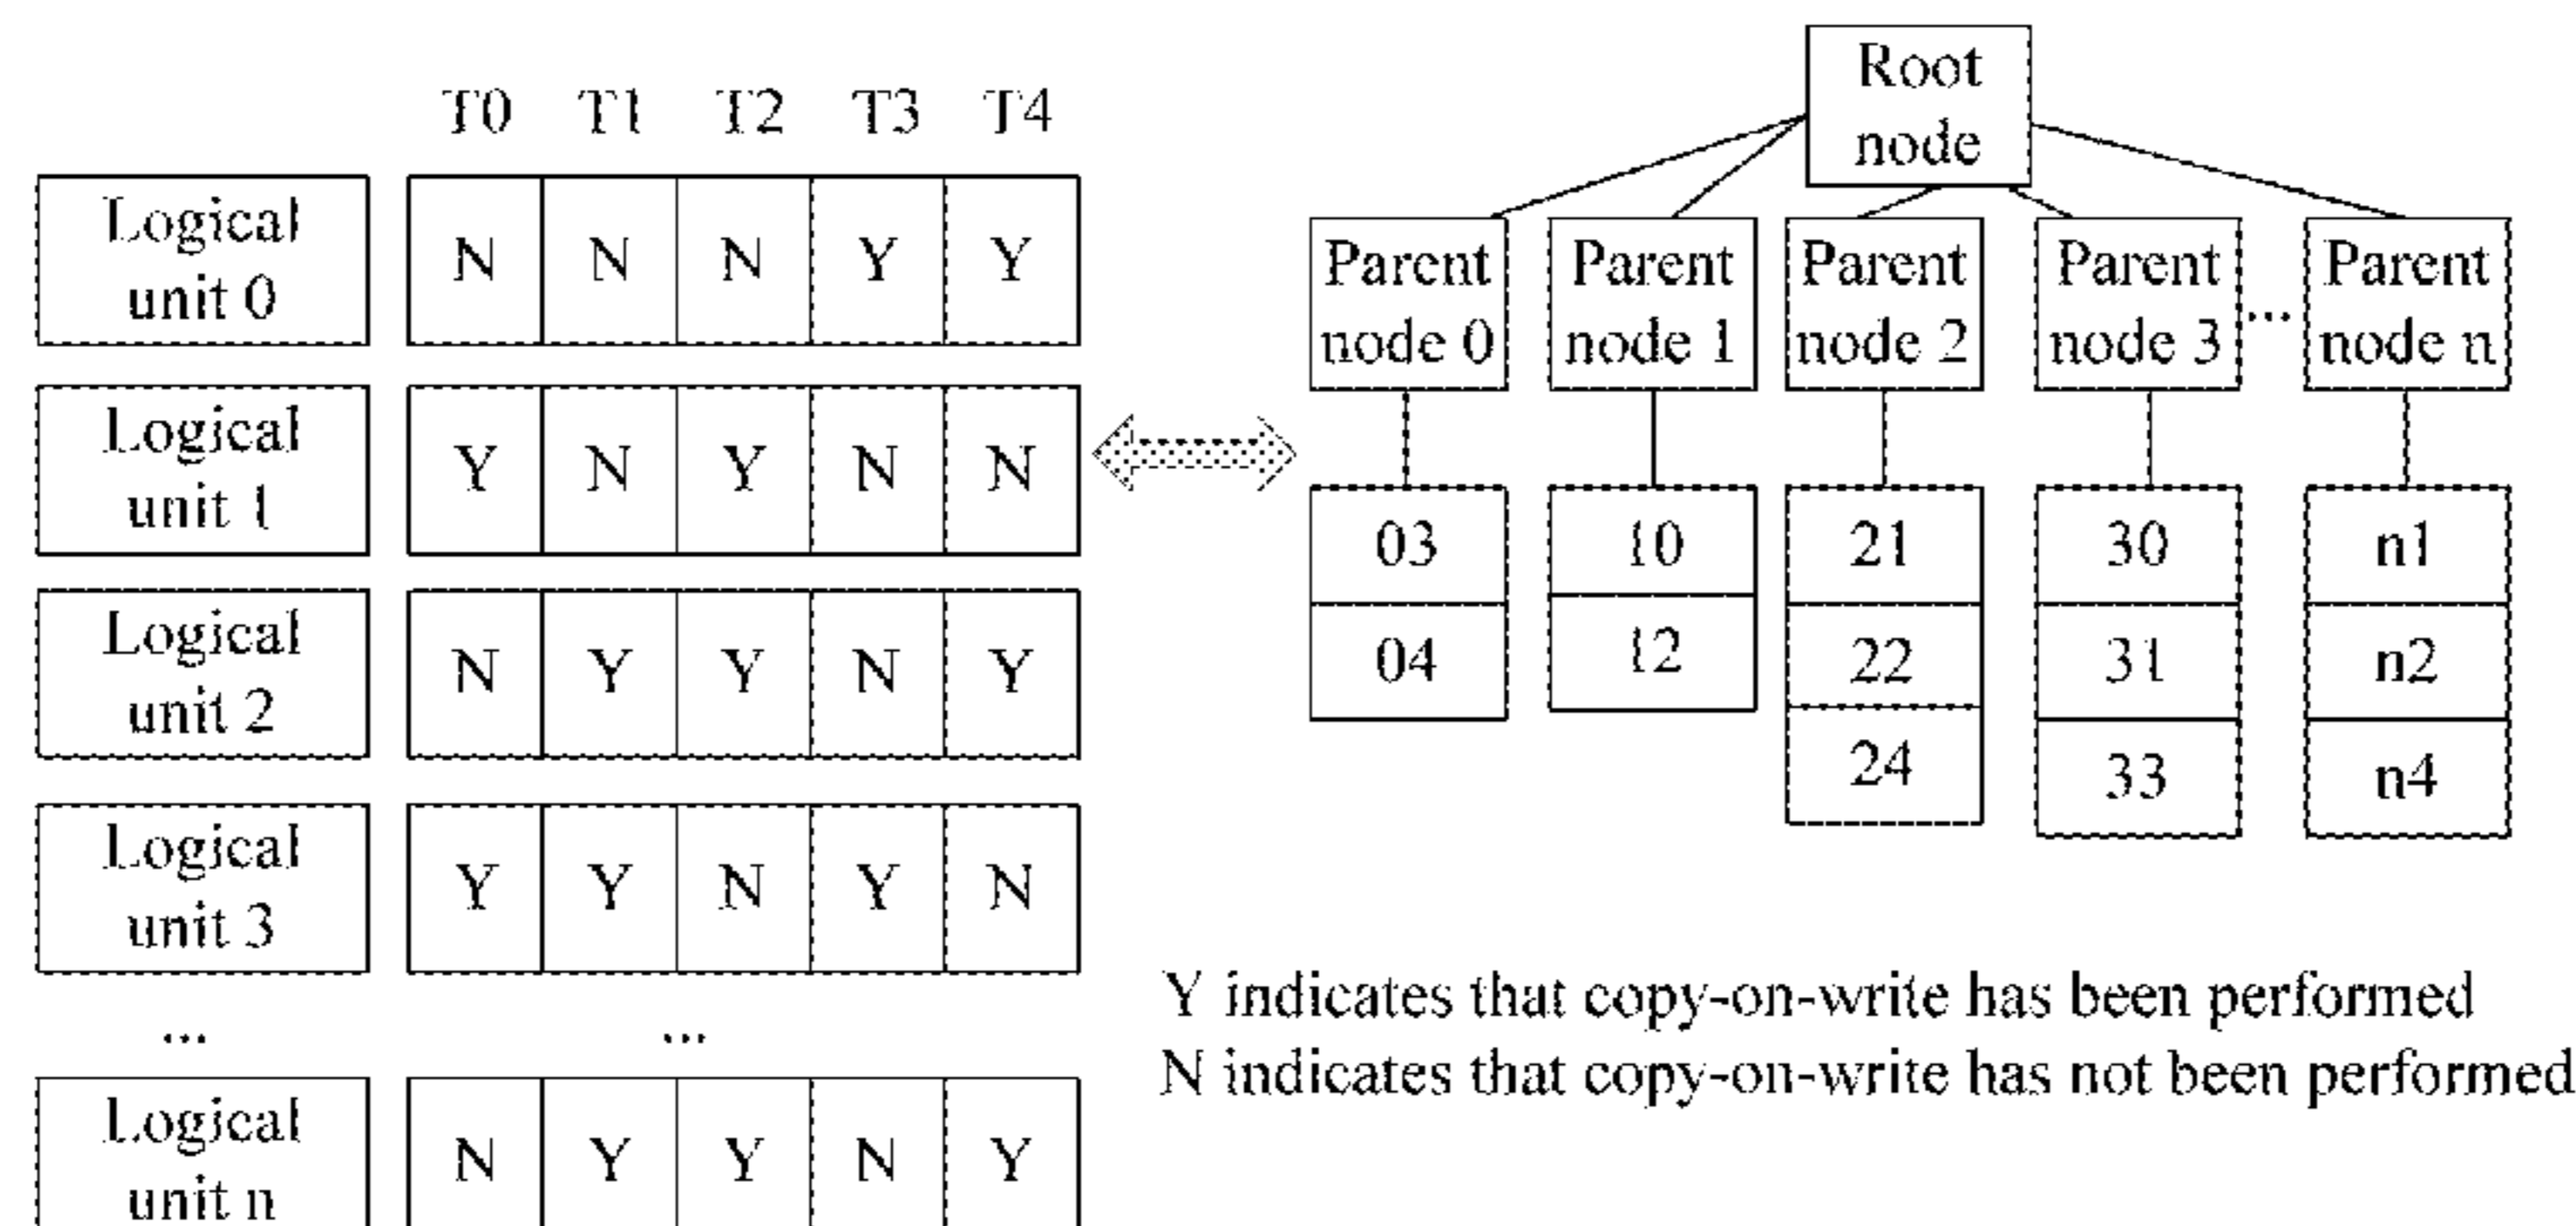 T0 T1 T2 T3 T4
Logical
unit 0
N N N Y Y
Logical
unit 1
Y N Y N N
Logical
unit 2
N Y Y N Y
Logical
unit 3
Y Y N Y N
... ...
Logical
unit n
N Y Y N Y
Root
node
Parent
node 0
Parent
node 1
Parent
node 2
Parent
node 3
...
Parent
node n
03
04
10
12
21
22
24
30
31
33
n1
n2
n4
Y indicates that copy-on-write has been performed
N indicates that copy-on-write has not been performed